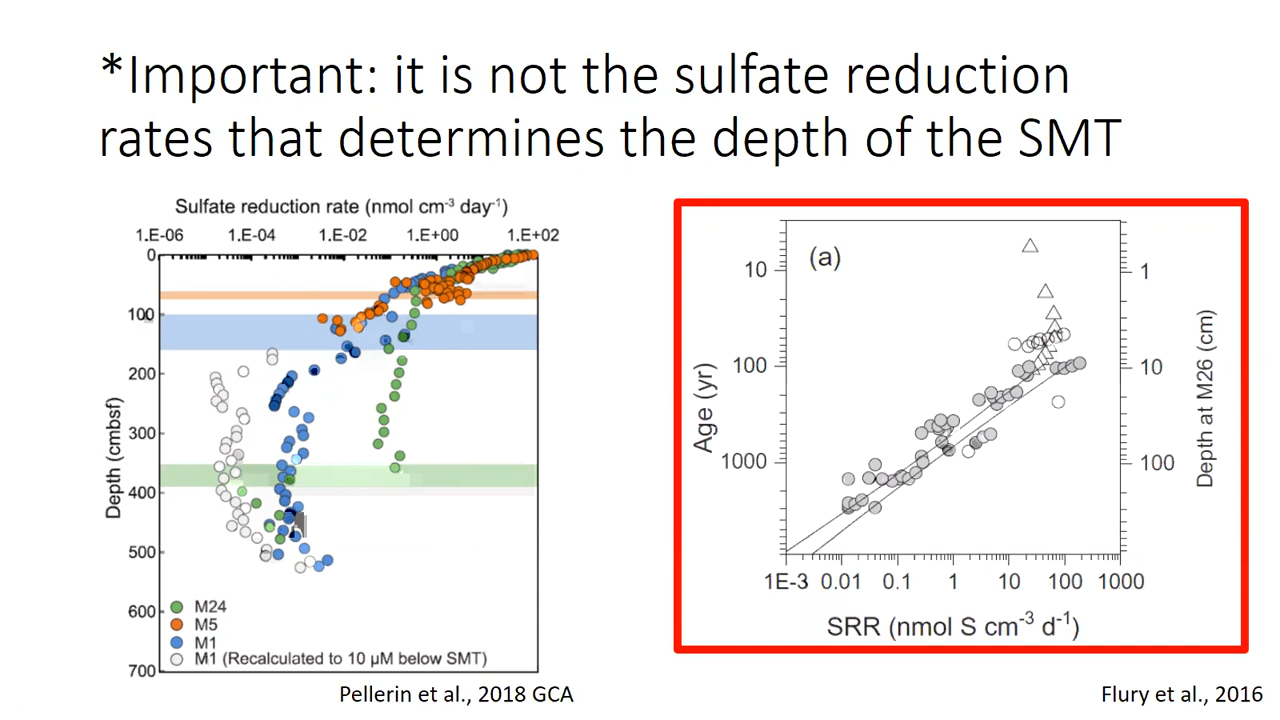 *Important: it is not the sulfate reduction
rates that determines the depth of the SMT
Sulfate reduction rate (nmol cm-3 day-1)
1.E-06 1.E-04 1.E-02 1.E+00 1.E+02
0
100
200
300
400
500
600
700
Depth (cmbsf)
M24
M5
M1
M1 (Recalculated to 10 µM below SMT)
Pellerin et al., 2018 GCA
(a)
10
100
1000
Age (yr)
1
10
100
Depth at M26 (cm)
1E-3 0.01 0.1 1 10 100 1000
SRR (nmol S cm-3 d-1)
Flury et al., 2016